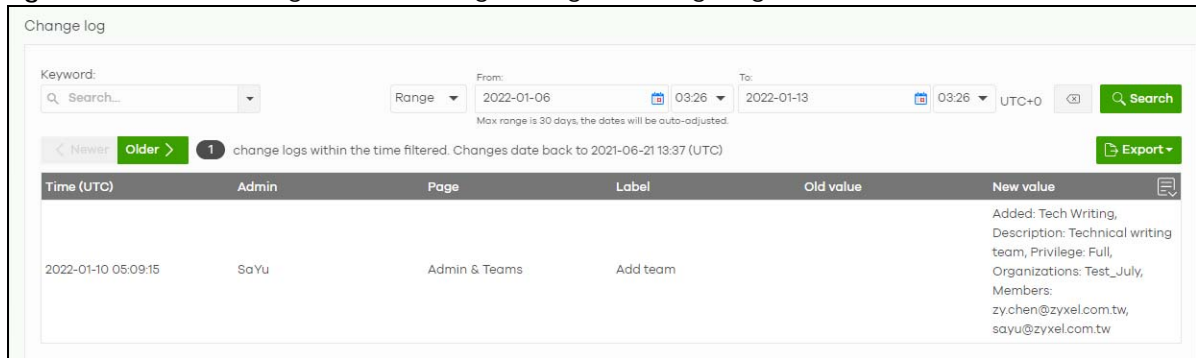 Change log
Keyword:
From:
To:
Search...
Range
2022-01-06
03:26
2022-01-13
03:26
UTC+0
Search
Max range is 30 days, the dates will be auto-adjusted.
Newer
Older
1 change logs within the time filtered. Changes date back to 2021-06-21 13:37 (UTC)
Export
Time (UTC) Admin Page Label Old value New value
2022-01-10 05:09:15 SaYu Admin & Teams Add team
Added: Tech Writing,
Description: Technical writing
team, Privilege: Full,
Organizations: Test_July,
Members:
zy.chen@zyxel.com.tw,
sayu@zyxel.com.tw